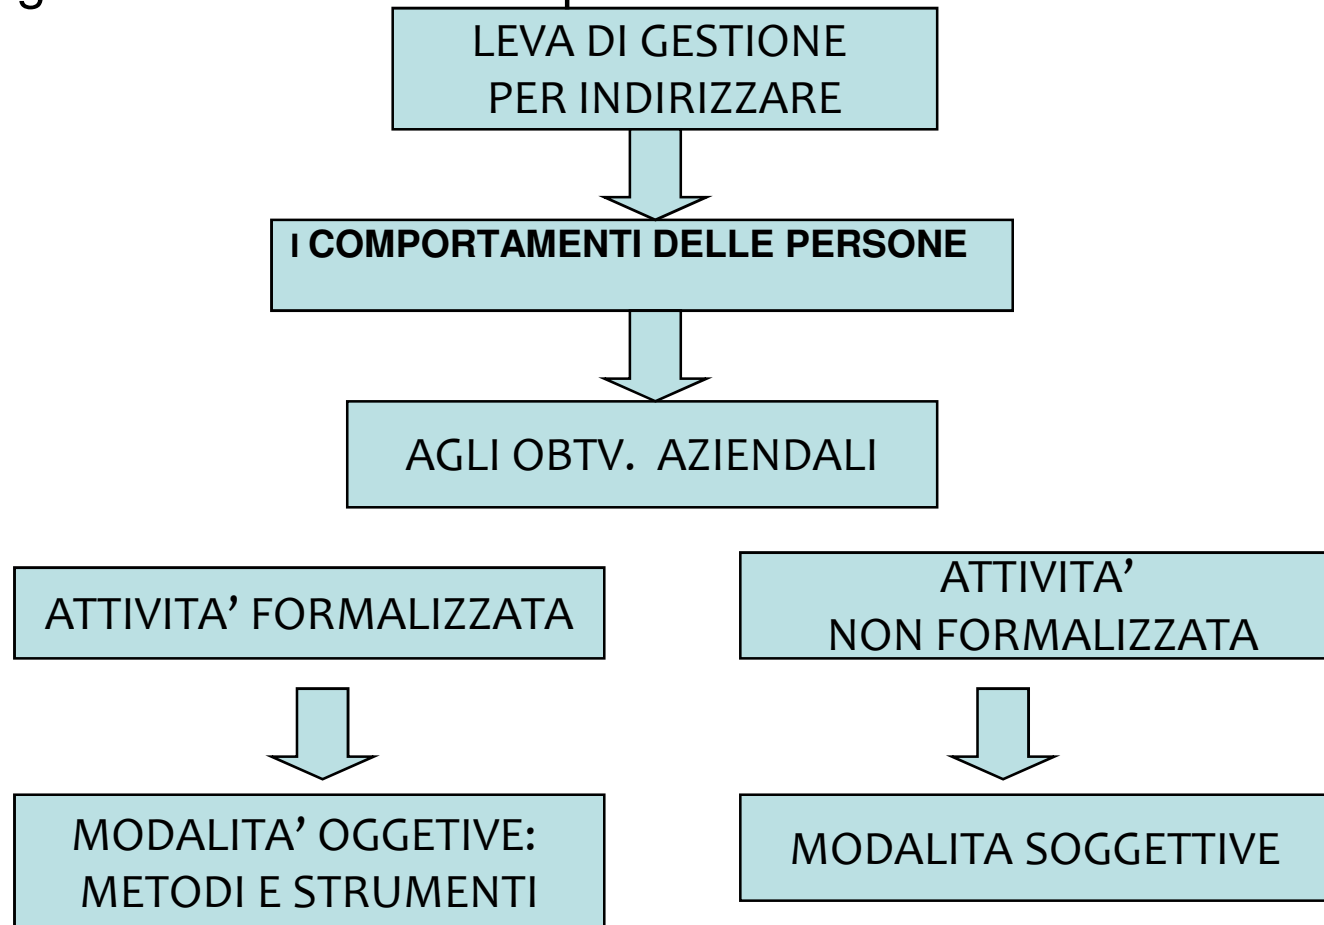 LEVA DI GESTIONE
PER INDIRIZZARE
I COMPORTAMENTI DELLE PERSONE
AGLI OBTV. AZIENDALI
ATTIVITA’ FORMALIZZATA
ATTIVITA’
NON FORMALIZZATA
MODALITA’ OGGETIVE:
METODI E STRUMENTI
MODALITA SOGGETTIVE